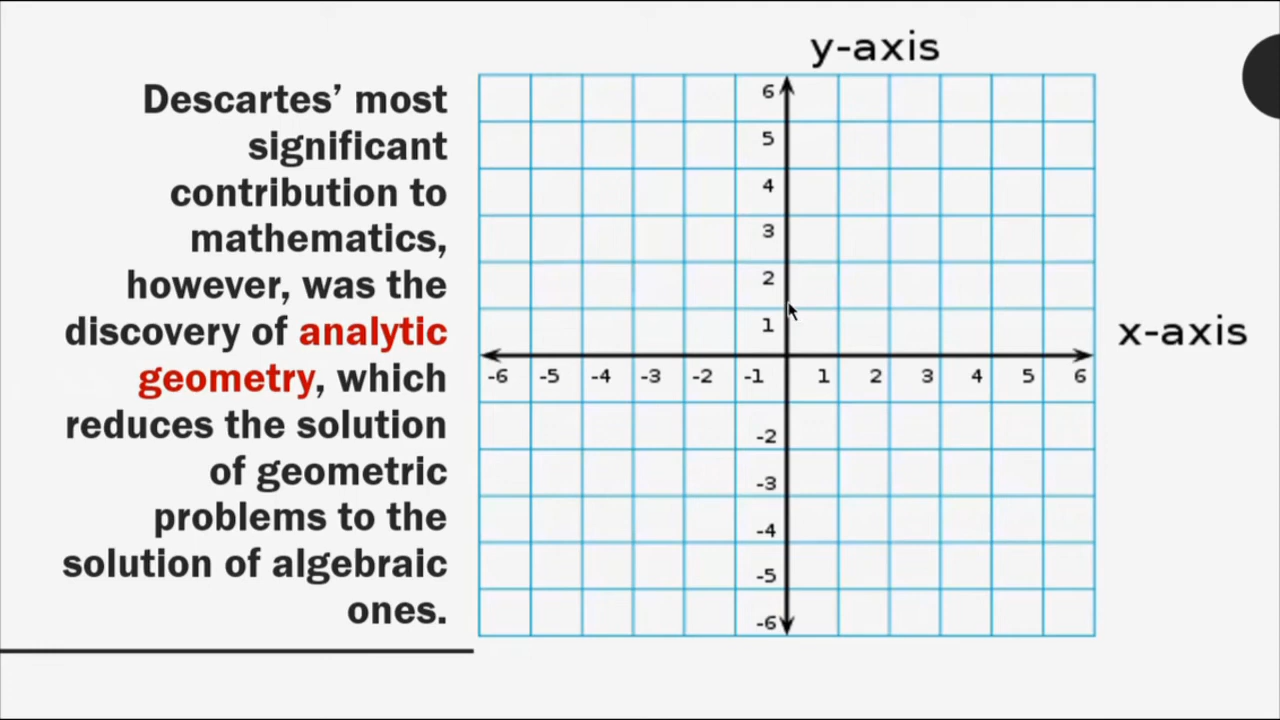 Descartes’ most
significant
contribution to
mathematics,
however, was the
discovery of analytic
geometry, which
reduces the solution
of geometric
problems to the
solution of algebraic
ones.
y-axis
6
5
4
3
2
1
x-axis
-6 -5 -4 -3 -2 -1 1 2 3 4 5 6
-2
-3
-4
-5
-6